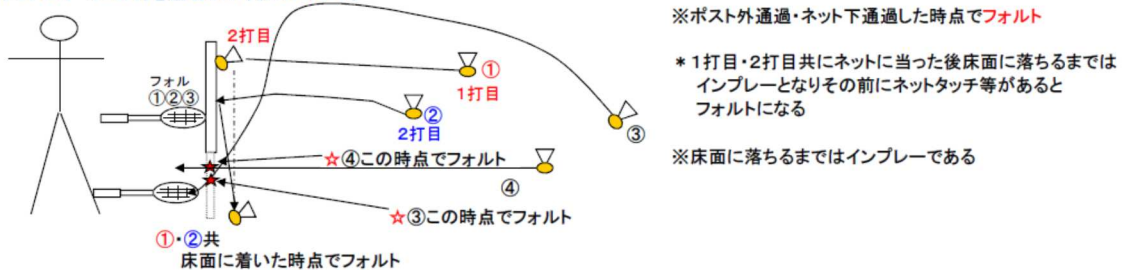 ※ポスト外通過・ネット下通過した時点でフォルト
2打目
①
1打目
*1打目・2打目共にネットに当った後床面に落ちるまでは
インプレーとなりその前にネットタッチ等があると
フォルトになる
フォル
①②③
②
2打目
③
☆④この時点でフォルト
※床面に落ちるまではインプレーである
④
☆③この時点でフォルト
①・②共
床面に着いた時点でフォルト